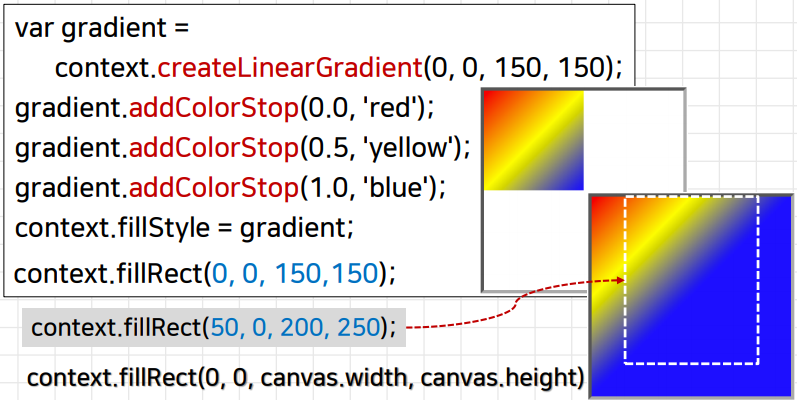 var gradient =
context.createLinearGradient(0, 0, 150, 150);
gradient.addColorStop(0.0, 'red');
gradient.addColorStop(0.5, 'yellow');
gradient.addColorStop(1.0, 'blue');
context.fillStyle = gradient;
context.fillRect(0, 0, 150,150);
context.fillRect(50, 0, 200, 250);
context.fillRect(0, 0, canvas.width, canvas.height)